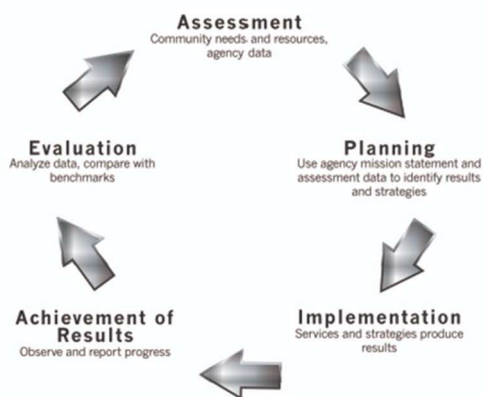 Assessment
Community needs and resources,
agency data
Evaluation
Analyze data, compare with
benchmarks
Planning
Use agency mission statement and
assessment data to identify results
and strategies
Achievement of
Results
Observe and report progress
Implementation
Services and strategies produce
results